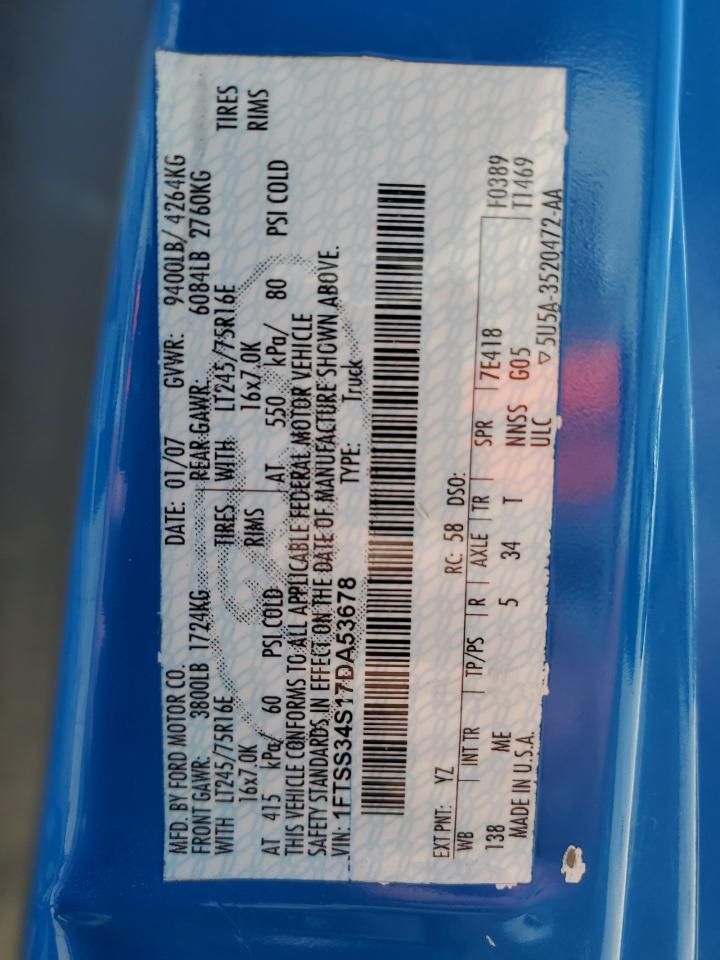 MFD. BY FORD MOTOR CO. DATE: 01/07 GVWR: 9400LB/ 4264KG
FRONT GAWR: 3800LB 1724KG REAR GAWR: 6084LB 2760KG
WITH LT245/75R16E TIRES WITH LT245/75R16E TIRES
16x7.0K RIMS 16x7.0K RIMS
AT 415 kPa/ 60 PSI COLD AT 550 kPa/ 80 PSI COLD
THIS VEHICLE CONFORMS TO ALL APPLICABLE FEDERAL MOTOR VEHICLE
SAFETY STANDARDS IN EFFECT ON THE DATE OF MANUFACTURE SHOWN ABOVE.
VIN: 1FTSS34S17DA53678 TYPE: Truck
EXT PNT: YZ RC: 58 DSO:
WB INT TR TP/PS R AXLE TR SPR 7E418 F0389
138 ME 5 34 T NNSS G05 T1469
MADE IN U.S.A. ULC ▽5U5A-3520472-AA